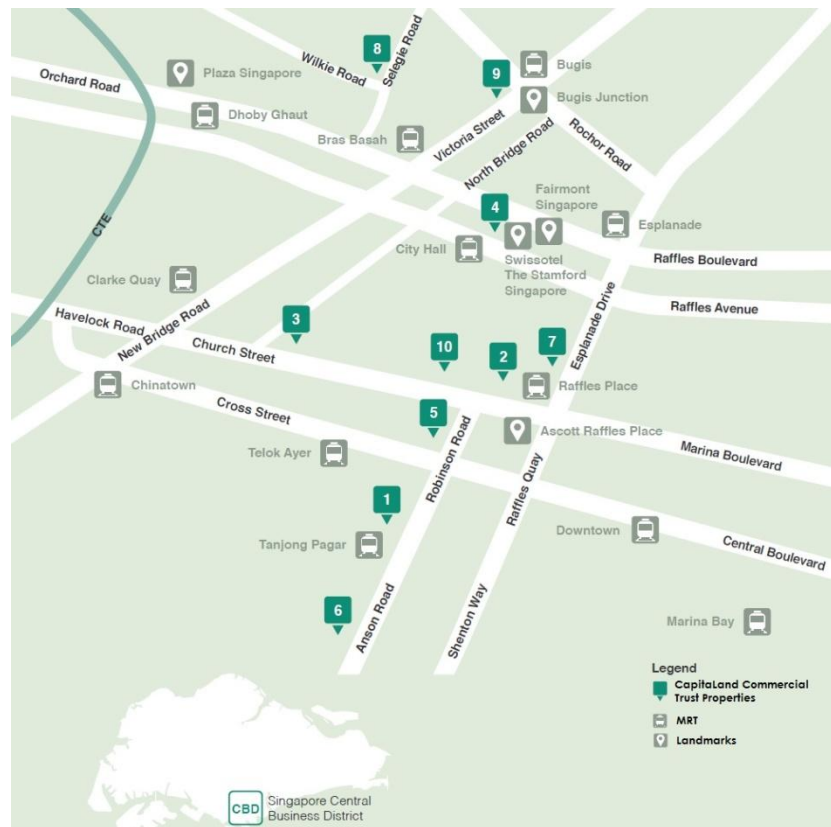 8
Selegie Road
Wilkie Road
Plaza Singapore
Orchard Road
9
Bugis
Bugis Junction
Dhoby Ghaut
Bras Basah
Victoria Street
North Bridge Road
Rochor Road
CTE
4
Fairmont
Singapore
Esplanade
City Hall
Swissotel
The Stamford
Singapore
Raffles Boulevard
Raffles Avenue
Clarke Quay
Havelock Road
New Bridge Road
3
Church Street
10
2
7
Esplanade Drive
Raffles Place
Chinatown
Cross Street
5
Robinson Road
Ascott Raffles Place
Marina Boulevard
Telok Ayer
Raffles Quay
1
Tanjong Pagar
Downtown
Central Boulevard
6
Anson Road
Shenton Way
Marina Bay
Legend
CapitaLand Commercial
Trust Properties
MRT
Landmarks
CBD
Singapore Central
Business District